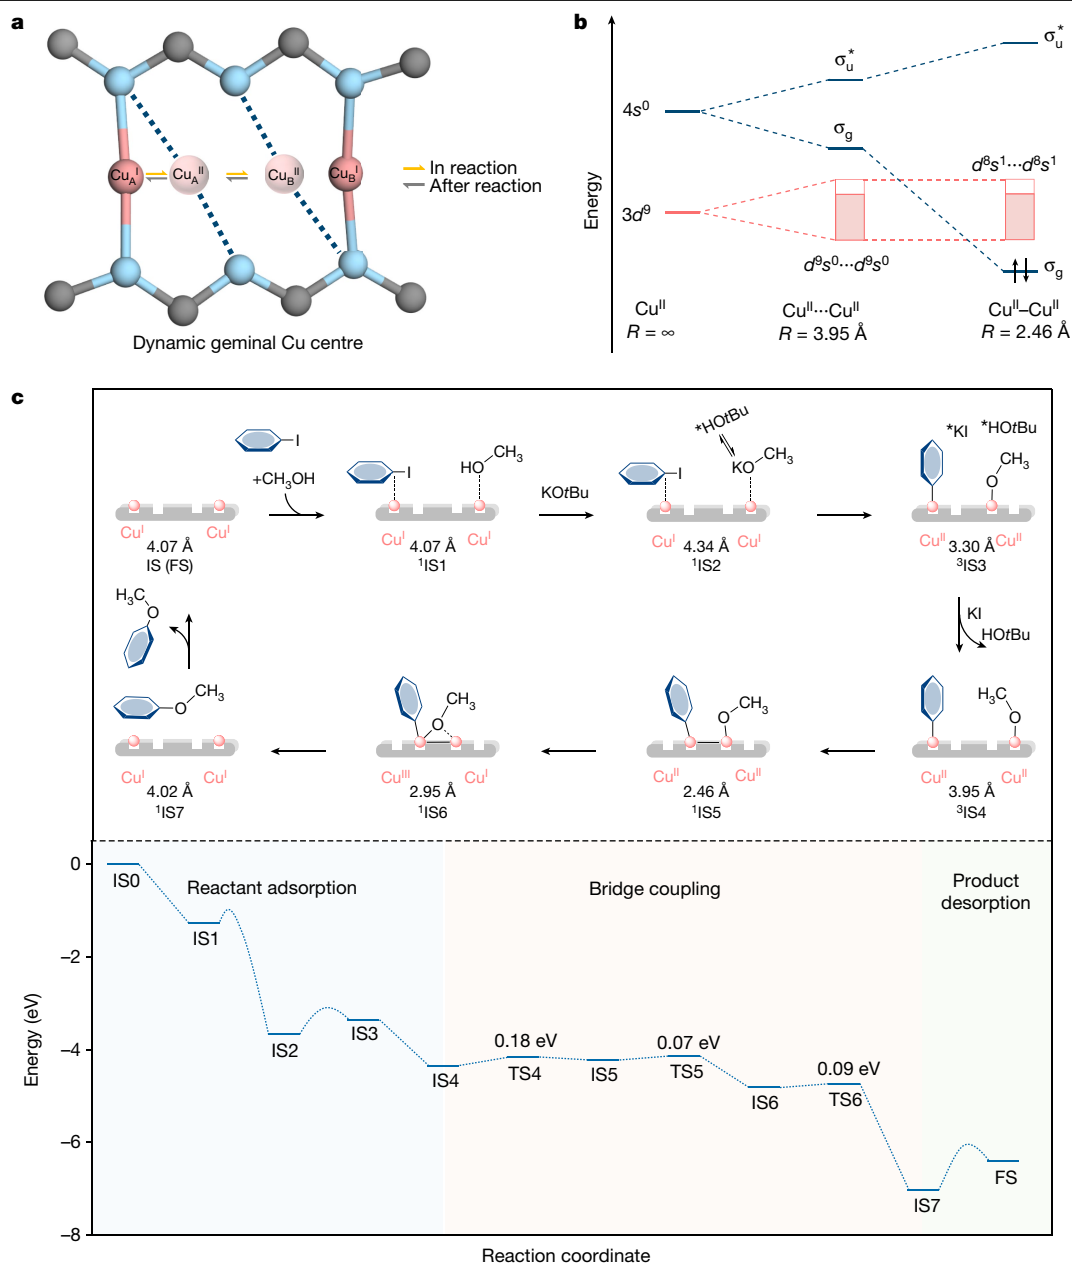 a
Cu_A^I
Cu_A^II
Cu_B^II
Cu_B^I
In reaction
After reaction
Dynamic geminal Cu centre
b
Energy
4s^0
3d^9
σ_u^*
σ_g
σ_u^*
d^8s^1···d^8s^1
d^9s^0···d^9s^0
σ_g
Cu^II
R = ∞
Cu^II···Cu^II
R = 3.95 Å
Cu^II–Cu^II
R = 2.46 Å
c
Cu^I
Cu^I
4.07 Å
IS (FS)
I
+CH₃OH
I
HO
CH₃
Cu^I
Cu^I
4.07 Å
¹IS1
KOtBu
*HOtBu
I
KO
CH₃
Cu^I
Cu^I
4.34 Å
¹IS2
*KI
*HOtBu
CH₃
O
Cu^II
Cu^II
3.30 Å
³IS3
KI
HOtBu
H₃C
O
O
CH₃
Cu^I
Cu^I
4.02 Å
¹IS7
CH₃
O
Cu^III
Cu^I
2.95 Å
¹IS6
CH₃
O
Cu^II
Cu^II
2.46 Å
¹IS5
H₃C
O
Cu^II
Cu^II
3.95 Å
³IS4
Energy (eV)
0
–2
–4
–6
–8
Reactant adsorption
Bridge coupling
Product
desorption
IS0
IS1
IS2
IS3
IS4
0.18 eV
TS4
IS5
0.07 eV
TS5
IS6
0.09 eV
TS6
IS7
FS
Reaction coordinate